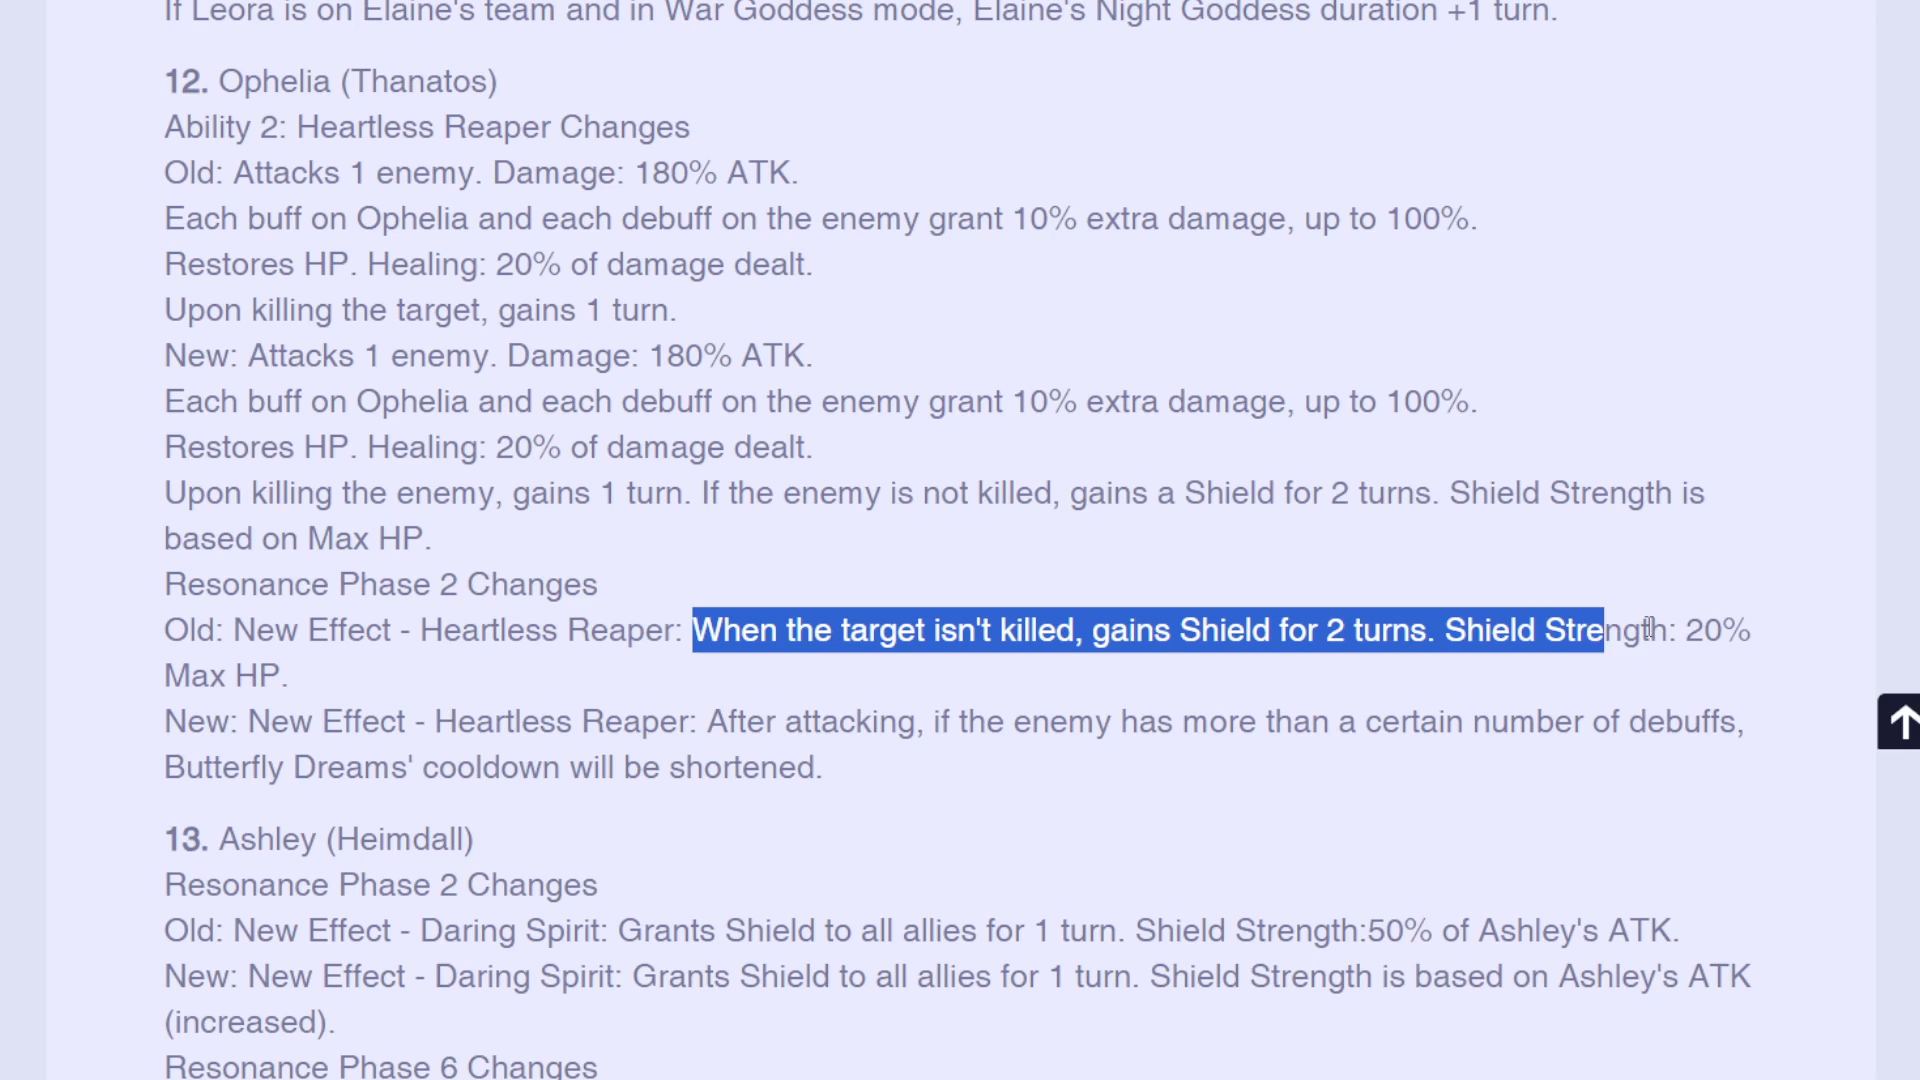 If Leora is on Elaine's team and in War Goddess mode, Elaine's Night Goddess duration +1 turn.
12. Ophelia (Thanatos)
Ability 2: Heartless Reaper Changes
Old: Attacks 1 enemy. Damage: 180% ATK.
Each buff on Ophelia and each debuff on the enemy grant 10% extra damage, up to 100%.
Restores HP. Healing: 20% of damage dealt.
Upon killing the target, gains 1 turn.
New: Attacks 1 enemy. Damage: 180% ATK.
Each buff on Ophelia and each debuff on the enemy grant 10% extra damage, up to 100%.
Restores HP. Healing: 20% of damage dealt.
Upon killing the enemy, gains 1 turn. If the enemy is not killed, gains a Shield for 2 turns. Shield Strength is
based on Max HP.
Resonance Phase 2 Changes
Old: New Effect - Heartless Reaper: When the target isn't killed, gains Shield for 2 turns. Shield Strength: 20%
Max HP.
New: New Effect - Heartless Reaper: After attacking, if the enemy has more than a certain number of debuffs,
Butterfly Dreams' cooldown will be shortened.
13. Ashley (Heimdall)
Resonance Phase 2 Changes
Old: New Effect - Daring Spirit: Grants Shield to all allies for 1 turn. Shield Strength:50% of Ashley's ATK.
New: New Effect - Daring Spirit: Grants Shield to all allies for 1 turn. Shield Strength is based on Ashley's ATK
(increased).
Resonance Phase 6 Changes